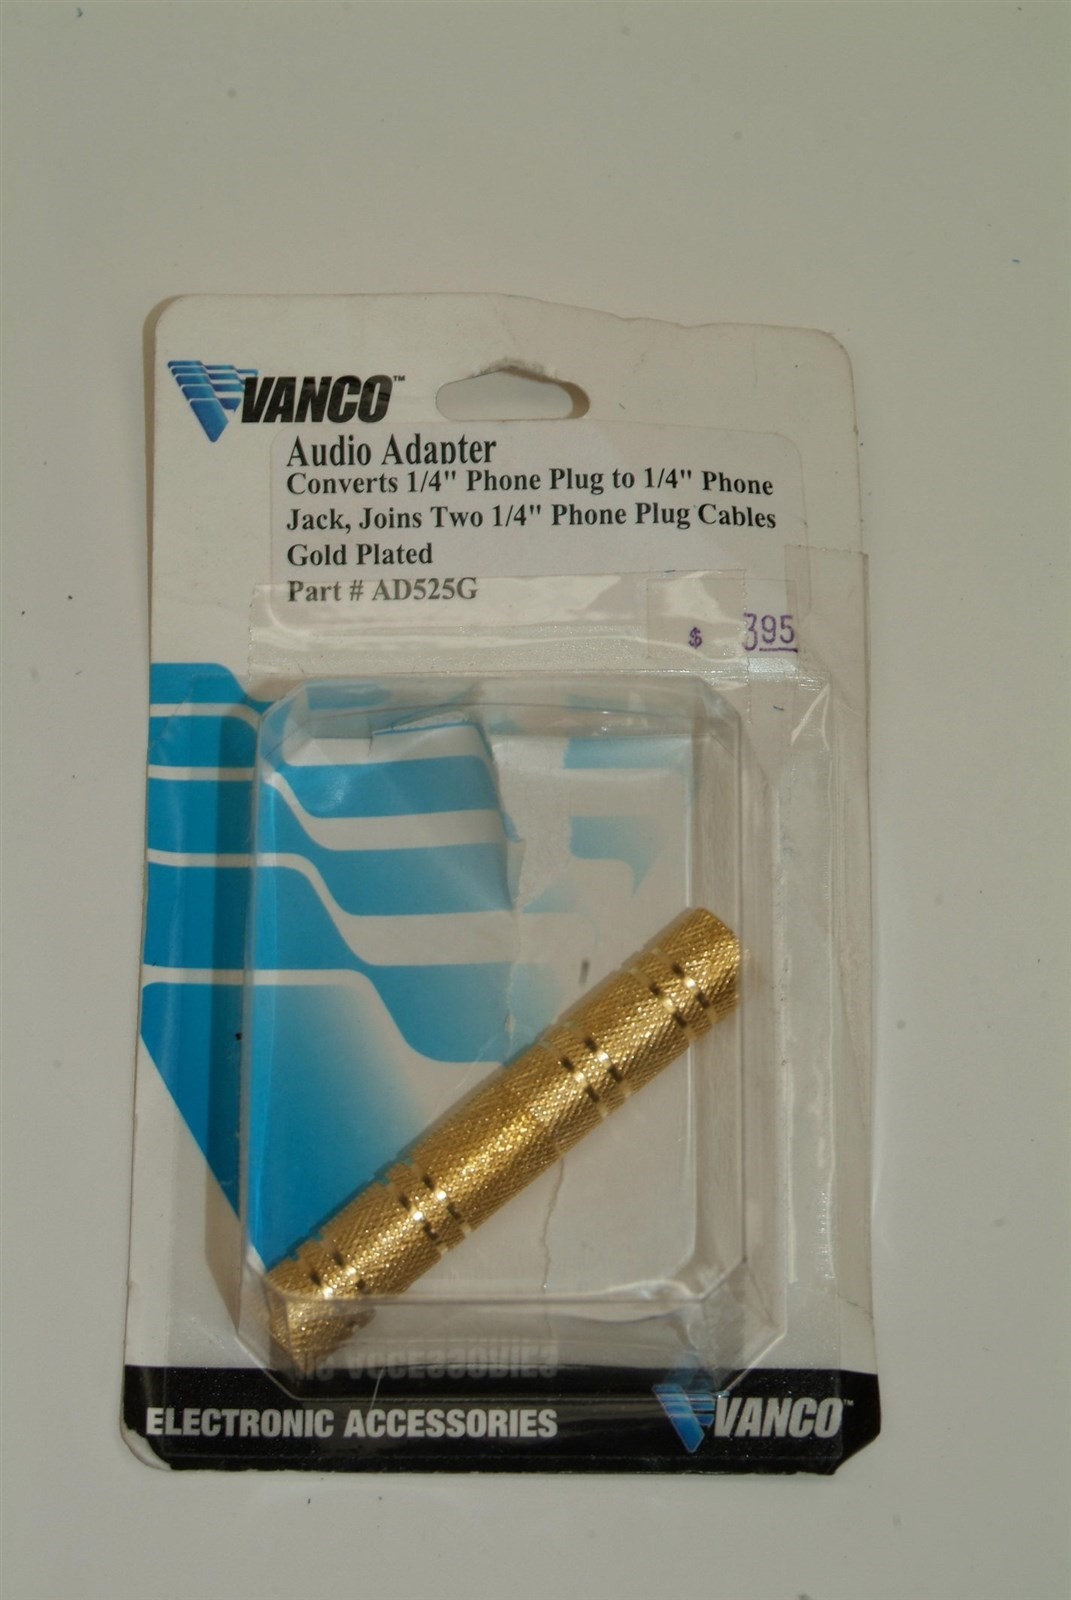 VANCO™
Audio Adapter
Converts 1/4" Phone Plug to 1/4" Phone
Jack, Joins Two 1/4" Phone Plug Cables
Gold Plated
Part # AD525G
$ 395
ELECTRONIC ACCESSORIES
VANCO™